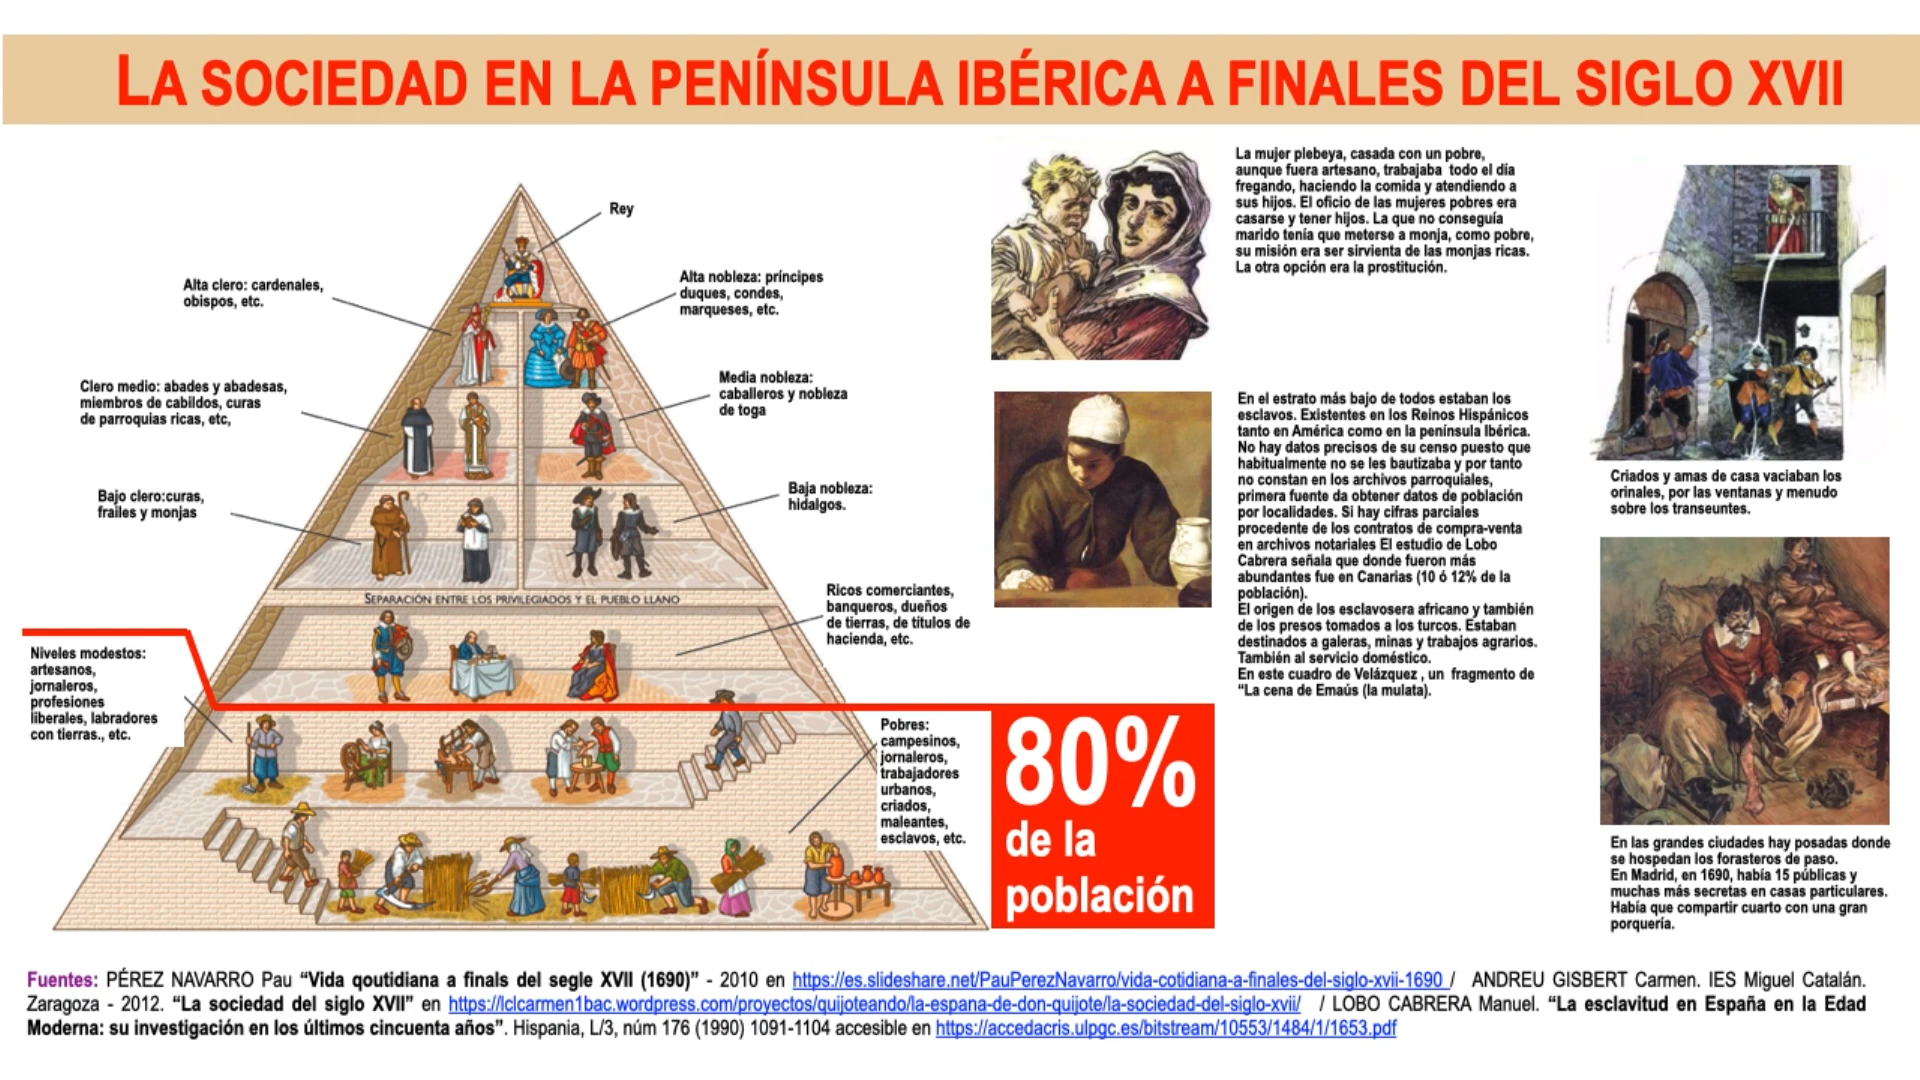 LA SOCIEDAD EN LA PENÍNSULA IBÉRICA A FINALES DEL SIGLO XVII
Rey
Alta clero: cardenales,
obispos, etc.
Alta nobleza: príncipes
duques, condes,
marqueses, etc.
Clero medio: abades y abadesas,
miembros de cabildos, curas
de parroquias ricas, etc,
Media nobleza:
caballeros y nobleza
de toga
Bajo clero:curas,
frailes y monjas
Baja nobleza:
hidalgos.
SEPARACIÓN ENTRE LOS PRIVILEGIADOS Y EL PUEBLO LLANO
Ricos comerciantes,
banqueros, dueños
de tierras, de títulos de
hacienda, etc.
Niveles modestos:
artesanos,
jornaleros,
profesiones
liberales, labradores
con tierras., etc.
Pobres:
campesinos,
jornaleros,
trabajadores
urbanos,
criados,
maleantes,
esclavos, etc.
80%
de la
población
La mujer plebeya, casada con un pobre,
aunque fuera artesano, trabajaba todo el día
fregando, haciendo la comida y atendiendo a
sus hijos. El oficio de las mujeres pobres era
casarse y tener hijos. La que no conseguía
marido tenía que meterse a monja, como pobre,
su misión era ser sirvienta de las monjas ricas.
La otra opción era la prostitución.
En el estrato más bajo de todos estaban los
esclavos. Existentes en los Reinos Hispánicos
tanto en América como en la península Ibérica.
No hay datos precisos de su censo puesto que
habitualmente no se les bautizaba y por tanto
no constan en los archivos parroquiales,
primera fuente da obtener datos de población
por localidades. Si hay cifras parciales
procedente de los contratos de compra-venta
en archivos notariales El estudio de Lobo
Cabrera señala que donde fueron más
abundantes fue en Canarias (10 ó 12% de la
población).
El origen de los esclavosera africano y también
de los presos tomados a los turcos. Estaban
destinados a galeras, minas y trabajos agrarios.
También al servicio doméstico.
En este cuadro de Velázquez , un fragmento de
“La cena de Emaús (la mulata).
Criados y amas de casa vaciaban los
orinales, por las ventanas y menudo
sobre los transeuntes.
En las grandes ciudades hay posadas donde
se hospedan los forasteros de paso.
En Madrid, en 1690, había 15 públicas y
muchas más secretas en casas particulares.
Había que compartir cuarto con una gran
porquería.
Fuentes: PÉREZ NAVARRO Pau “Vida qoutidiana a finals del segle XVII (1690)” - 2010 en https://es.slideshare.net/PauPerezNavarro/vida-cotidiana-a-finales-del-siglo-xvii-1690 / ANDREU GISBERT Carmen. IES Miguel Catalán.
Zaragoza - 2012. “La sociedad del siglo XVII” en https://lclcarmen1bac.wordpress.com/proyectos/quijoteando/la-espana-de-don-quijote/la-sociedad-del-siglo-xvii/ / LOBO CABRERA Manuel. “La esclavitud en España en la Edad
Moderna: su investigación en los últimos cincuenta años”. Hispania, L/3, núm 176 (1990) 1091-1104 accesible en https://accedacris.ulpgc.es/bitstream/10553/1484/1/1653.pdf